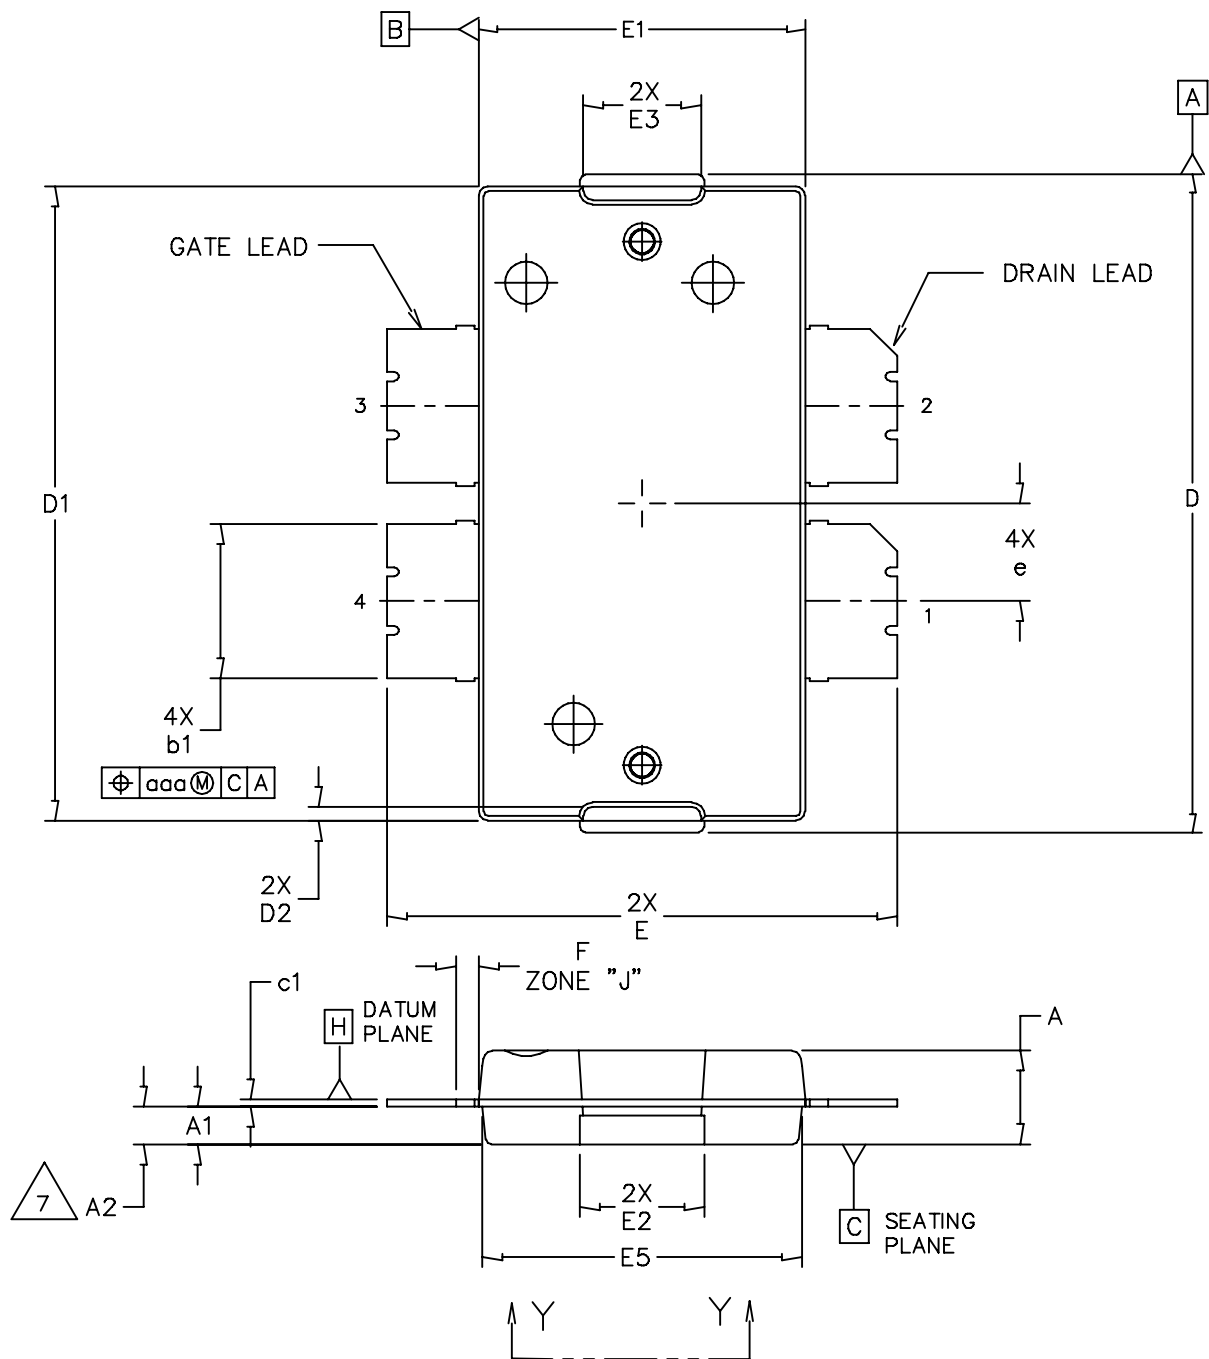 B
E1
2X
E3
A
GATE LEAD
DRAIN LEAD
3
2
D1
D
4X
e
4
1
4X
b1
⌖ aaa Ⓜ C A
2X
D2
2X
E
F
ZONE "J"
c1
H
DATUM
PLANE
A
A1
7
A2
2X
E2
C
SEATING
PLANE
E5
Y
Y